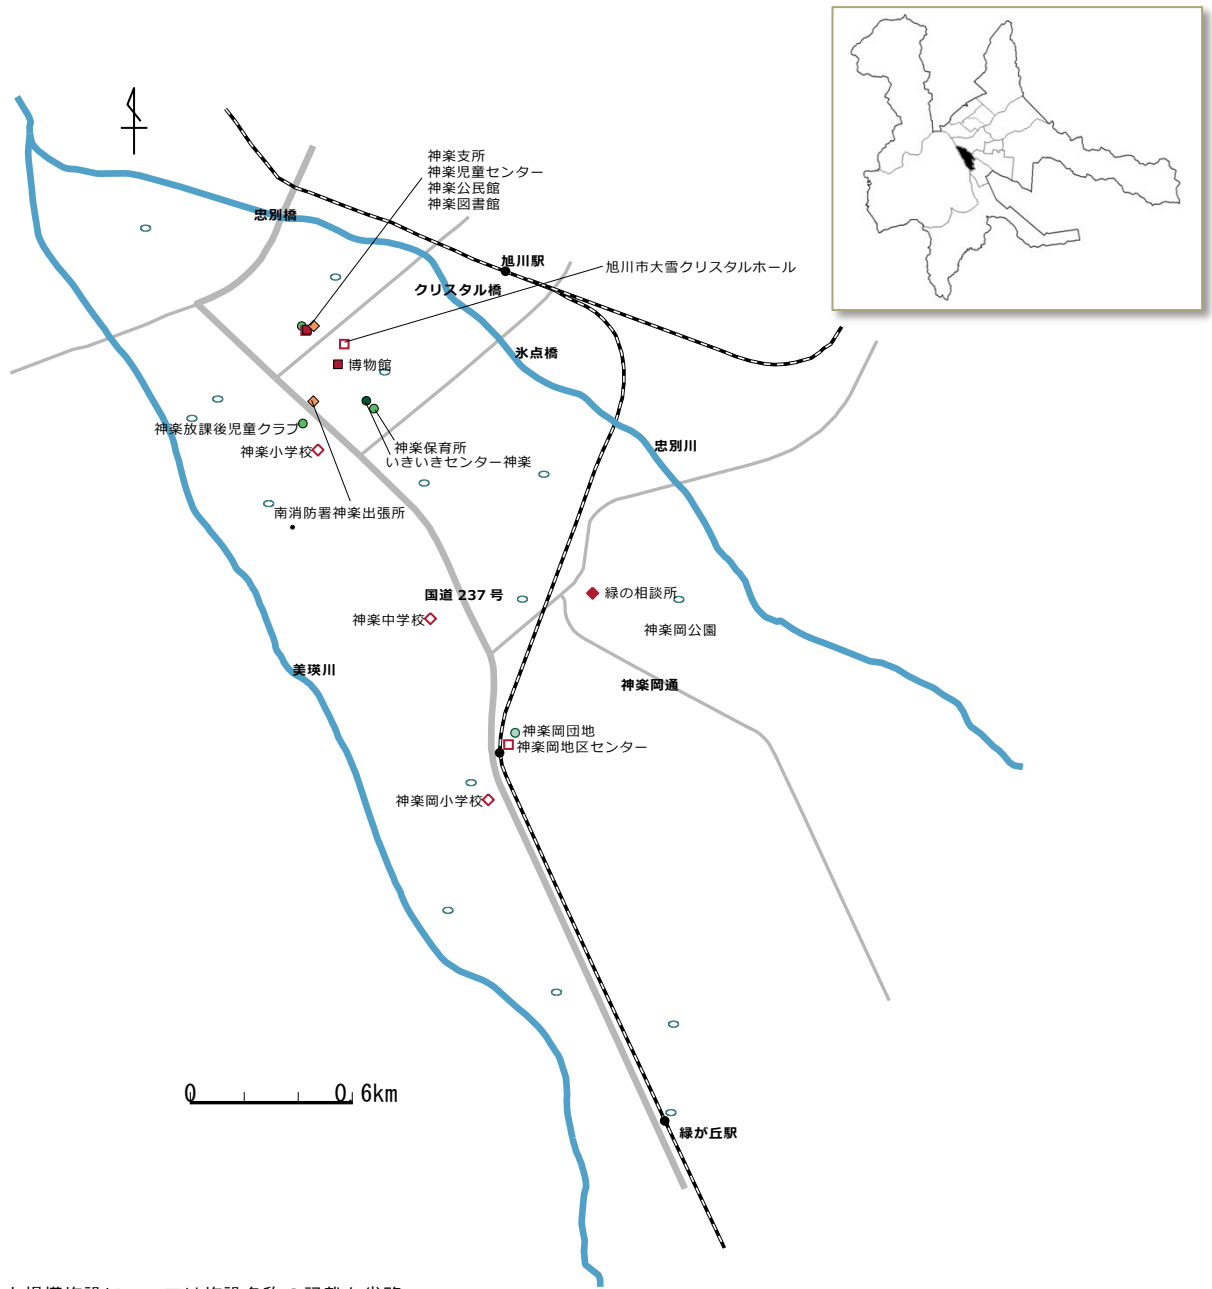 神楽支所
神楽児童センター
神楽公民館
神楽図書館
忠別橋
旭川駅
旭川市大雪クリスタルホール
クリスタル橋
氷点橋
博物館
神楽放課後児童クラブ
忠別川
神楽保育所
神楽小学校
いきいきセンター神楽
南消防署神楽出張所
国道 237 号
緑の相談所
神楽中学校
神楽岡公園
美瑛川
神楽岡通
神楽岡団地
神楽岡地区センター
神楽岡小学校
0 0.6km
緑が丘駅